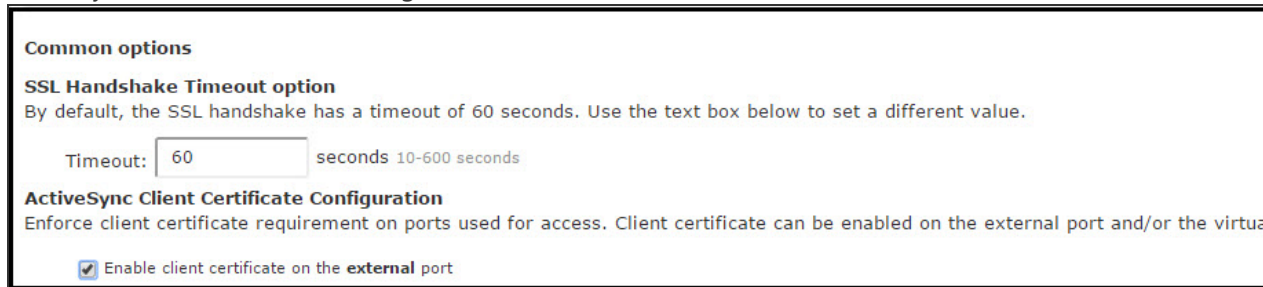 Common options
SSL Handshake Timeout option
By default, the SSL handshake has a timeout of 60 seconds. Use the text box below to set a different value.
Timeout: 60 seconds 10-600 seconds
ActiveSync Client Certificate Configuration
Enforce client certificate requirement on ports used for access. Client certificate can be enabled on the external port and/or the virtua
Enable client certificate on the external port